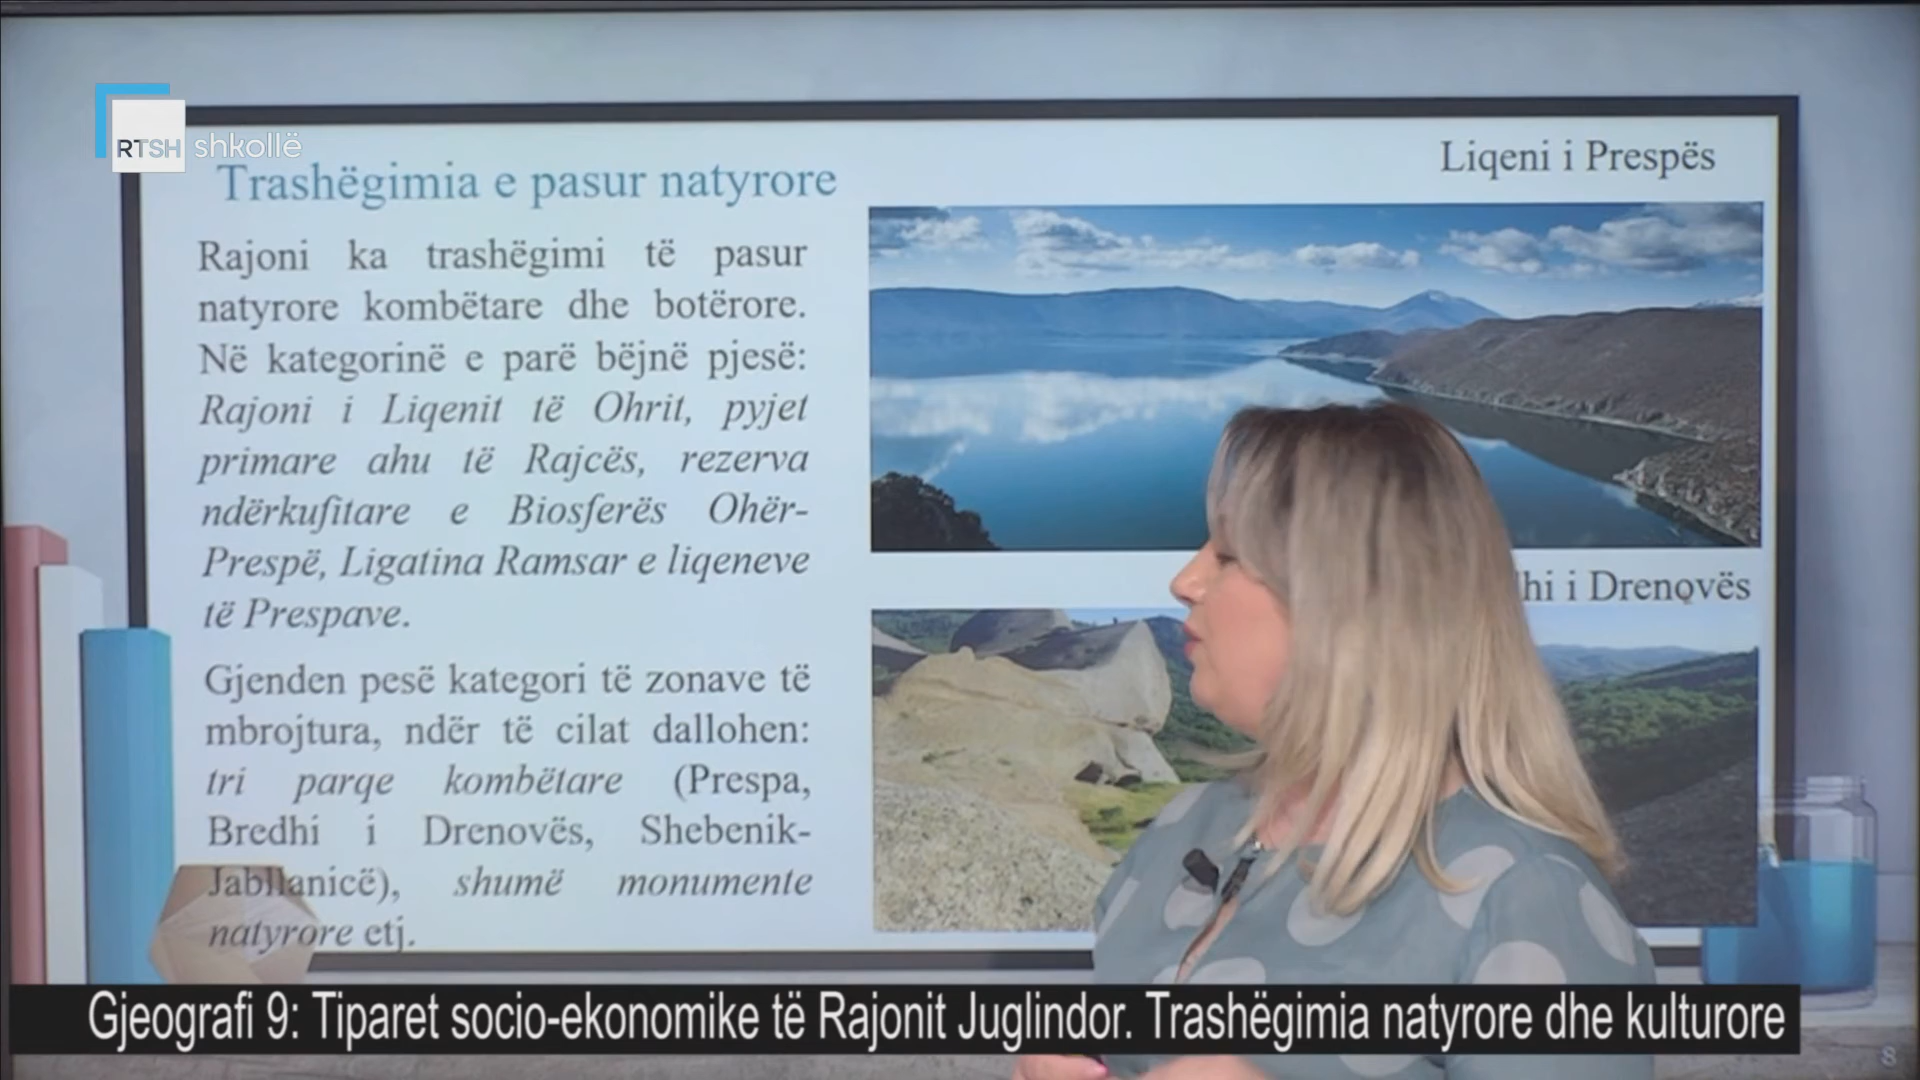 RTSH shkollë
Trashëgimia e pasur natyrore
Rajoni ka trashëgimi të pasur
natyrore kombëtare dhe botërore.
Në kategorinë e parë bëjnë pjesë:
Rajoni i Liqenit të Ohrit, pyjet
primare ahu të Rajcës, rezerva
ndërkufitare e Biosferës Ohër-
Prespë, Ligatina Ramsar e liqeneve
të Prespave.
Gjenden pesë kategori të zonave të
mbrojtura, ndër të cilat dallohen:
tri parqe kombëtare (Prespa,
Bredhi i Drenovës, Shebenik-
Jabllanicë), shumë monumente
natyrore etj.
Liqeni i Prespës
hi i Drenovës
Gjeografi 9: Tiparet socio-ekonomike të Rajonit Juglindor. Trashëgimia natyrore dhe kulturore
8